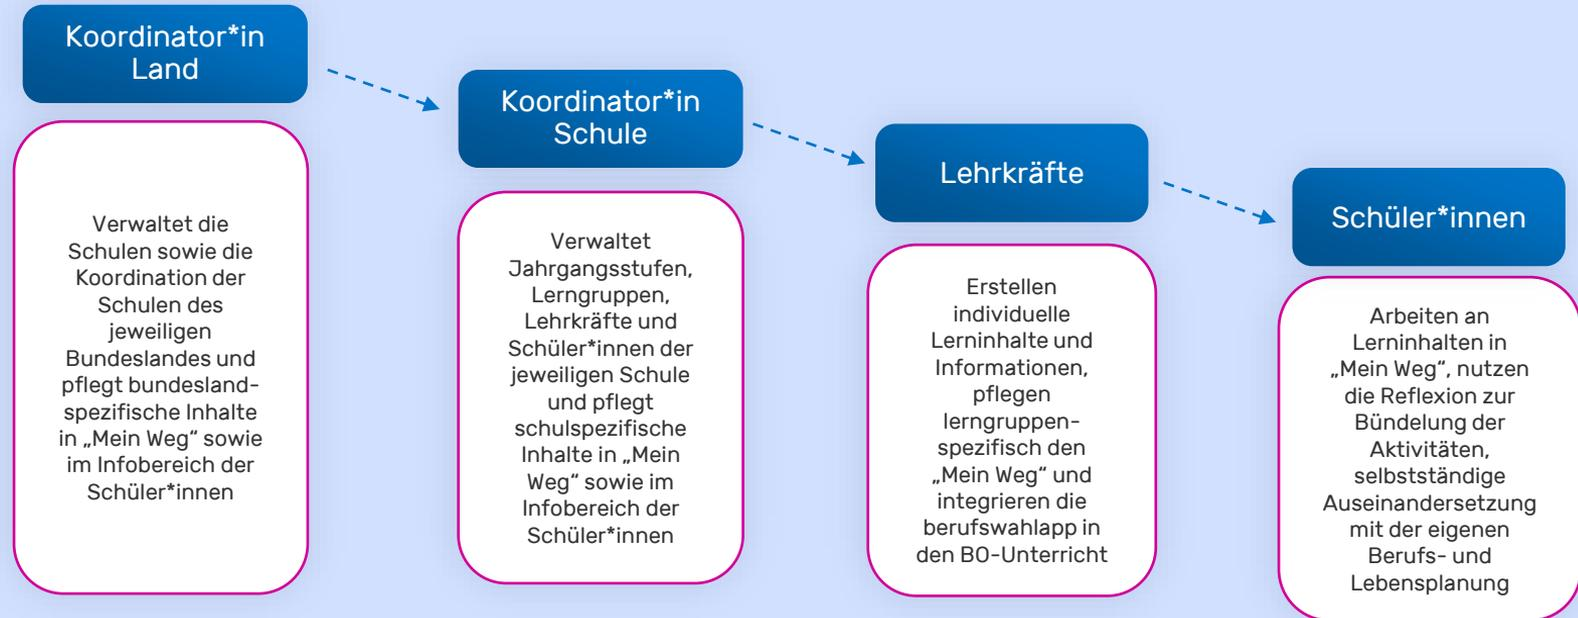 Koordinator*in
Land
Verwaltet die
Schulen sowie die
Koordination der
Schulen des
jeweiligen
Bundeslandes und
pflegt bundesland-
spezifische Inhalte
in „Mein Weg“ sowie
im Infobereich der
Schüler*innen
Koordinator*in
Schule
Verwaltet
Jahrgangsstufen,
Lerngruppen,
Lehrkräfte und
Schüler*innen der
jeweiligen Schule
und pflegt
schulspezifische
Inhalte in „Mein
Weg“ sowie im
Infobereich der
Schüler*innen
Lehrkräfte
Erstellen
individuelle
Lerninhalte und
Informationen,
pflegen
lerngruppen-
spezifisch den
„Mein Weg“ und
integrieren die
berufswahlapp in
den BO-Unterricht
Schüler*innen
Arbeiten an
Lerninhalten in
„Mein Weg“, nutzen
die Reflexion zur
Bündelung der
Aktivitäten,
selbstständige
Auseinandersetzung
mit der eigenen
Berufs- und
Lebensplanung